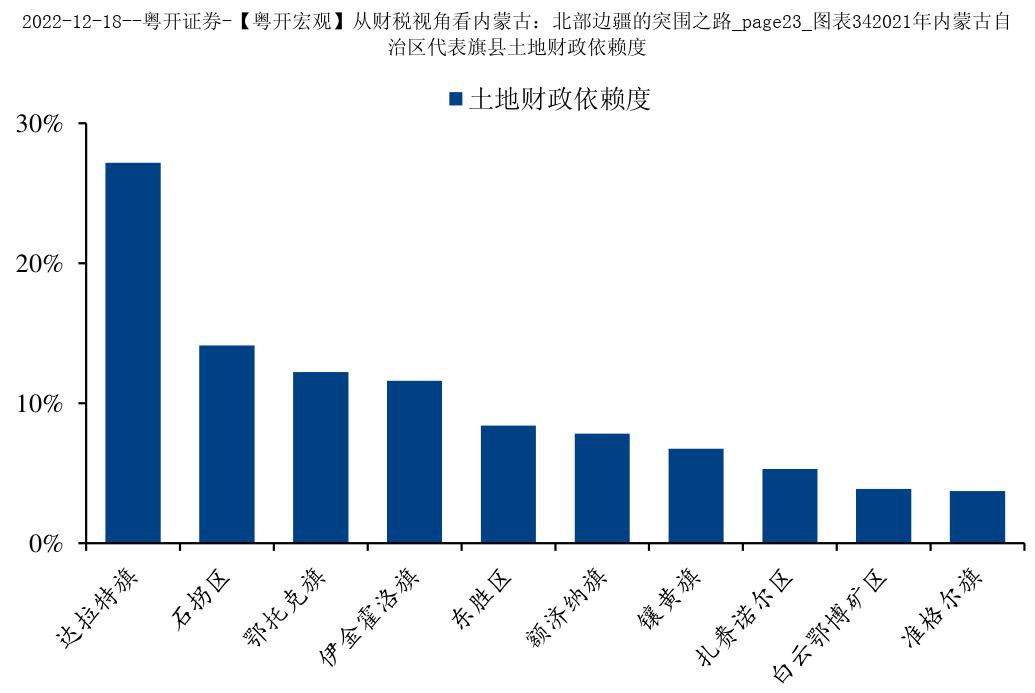 2022-12-18--粤开证券-【粤开宏观】从财税视角看内蒙古：北部边疆的突围之路_page23_图表342021年内蒙古自
治区代表旗县土地财政依赖度
土地财政依赖度
30%
20%
10%
0%
达拉特旗
石拐区
鄂托克旗
伊金霍洛旗
东胜区
额济纳旗
镶黄旗
扎赉诺尔区
白云鄂博矿区
准格尔旗